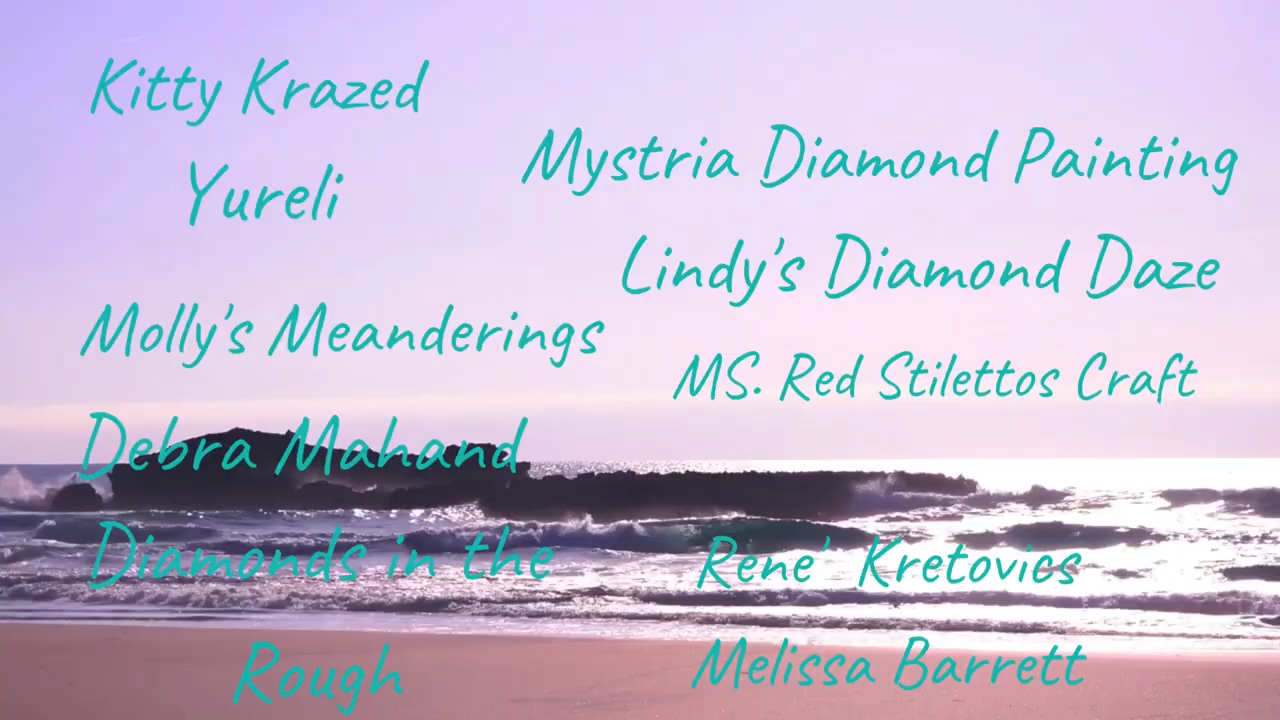 Kitty Krazed
Yureli
Molly's Meanderings
Debra Mahand
Diamonds in the
Rough
Mystria Diamond Painting
Lindy's Diamond Daze
MS. Red Stilettos Craft
Rene' Kretovics
Melissa Barrett